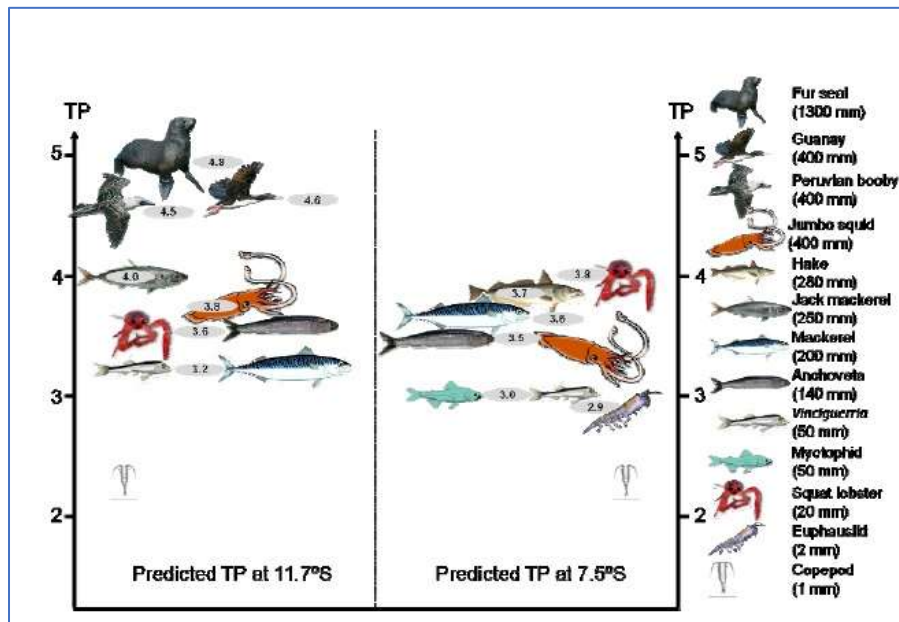 TP
5
4
3
2
4.8
4.6
4.5
4.0
3.8
3.6
3.2
Predicted TP at 11.7ºS
TP
5
4
3
2
3.8
3.7
3.6
3.5
3.0
2.9
Predicted TP at 7.5ºS
Fur seal
(1300 mm)
Guanay
(400 mm)
Peruvian booby
(400 mm)
Jumbo squid
(400 mm)
Hake
(280 mm)
Jack mackerel
(250 mm)
Mackerel
(200 mm)
Anchoveta
(140 mm)
Vinciguerria
(50 mm)
Myctophid
(50 mm)
Squat lobster
(20 mm)
Euphausiid
(2 mm)
Copepod
(1 mm)